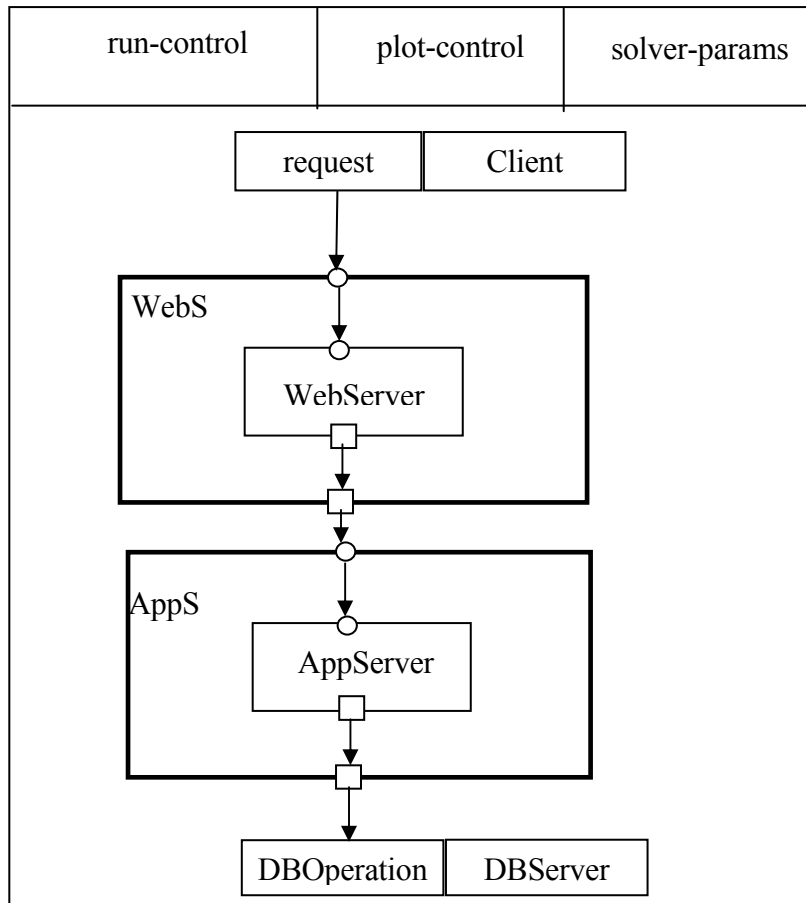 run-control plot-control solver-params
request Client
WebS
WebServer
AppS
AppServer
DBOperation DBServer